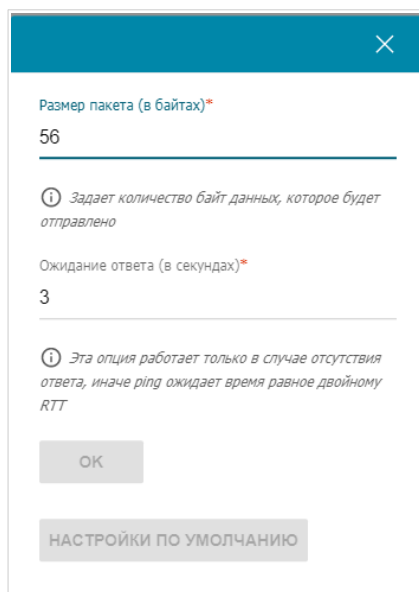 Размер пакета (в байтах)*
56
Задает количество байт данных, которое будет
отправлено
Ожидание ответа (в секундах)*
3
Эта опция работает только в случае отсутствия
ответа, иначе ping ожидает время равное двойному
RTT
ОК
НАСТРОЙКИ ПО УМОЛЧАНИЮ